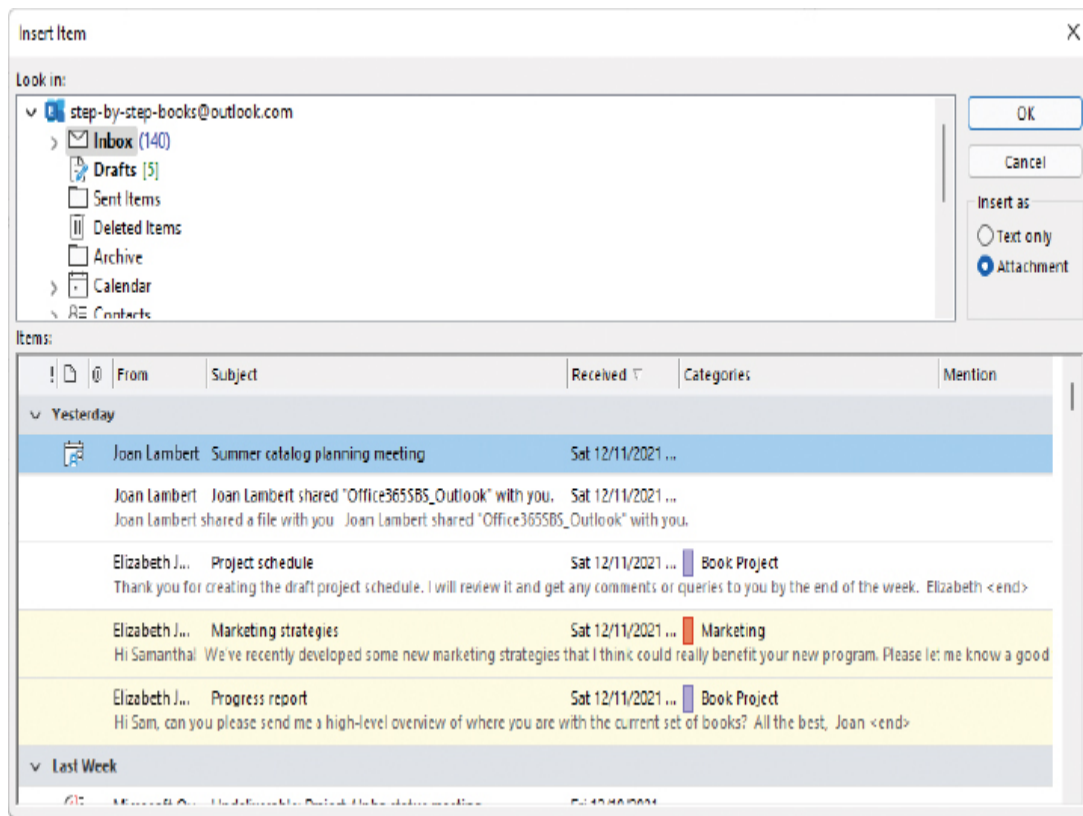 Insert Item
Look in:
step-by-step-books@outlook.com
Inbox (140)
Drafts [5]
Sent Items
Deleted Items
Archive
Calendar
Contacts
OK
Cancel
Insert as
Text only
Attachment
Items:
! From Subject Received Categories Mention
Yesterday
Joan Lambert Summer catalog planning meeting Sat 12/11/2021 ...
Joan Lambert Joan Lambert shared "Office365SBS_Outlook" with you. Sat 12/11/2021 ...
Joan Lambert shared a file with you Joan Lambert shared "Office365SBS_Outlook" with you.
Elizabeth J... Project schedule Sat 12/11/2021 ... Book Project
Thank you for creating the draft project schedule. I will review it and get any comments or queries to you by the end of the week. Elizabeth <end>
Elizabeth J... Marketing strategies Sat 12/11/2021 ... Marketing
Hi Samantha! We've recently developed some new marketing strategies that I think could really benefit your new program. Please let me know a good
Elizabeth J... Progress report Sat 12/11/2021 ... Book Project
Hi Sam, can you please send me a high-level overview of where you are with the current set of books? All the best, Joan <end>
Last Week